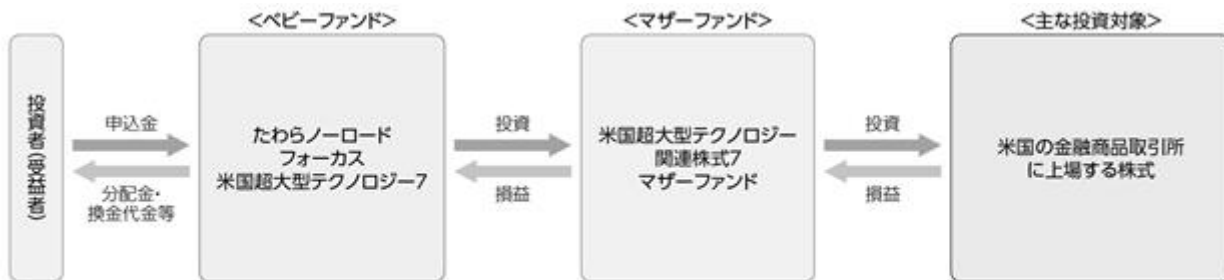 <ベビーファンド>
<マザーファンド>
<主な投資対象>
投資者(受益者)
申込金
分配金・
換金代金等
たわらノーロード
フォーカス
米国超大型テクノロジー7
投資
損益
米国超大型テクノロジー
関連株式7
マザーファンド
投資
損益
米国の金融商品取引所
に上場する株式